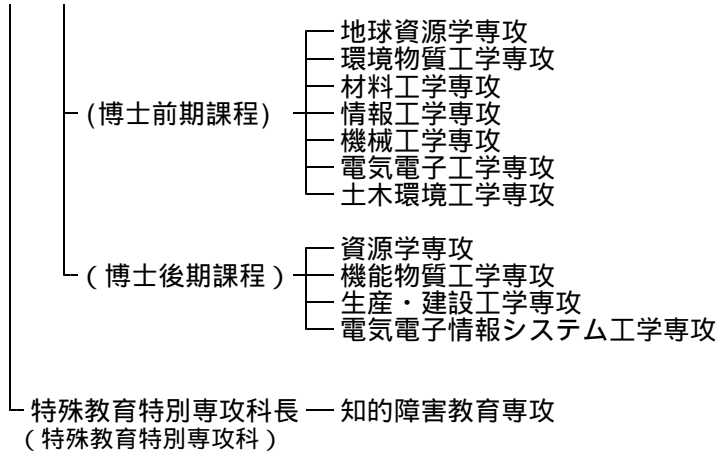 地球資源学専攻
環境物質工学専攻
材料工学専攻
(博士前期課程)
情報工学専攻
機械工学専攻
電気電子工学専攻
土木環境工学専攻
資源学専攻
(博士後期課程)
機能物質工学専攻
生産・建設工学専攻
電気電子情報システム工学専攻
特殊教育特別専攻科長
知的障害教育専攻
(特殊教育特別専攻科)